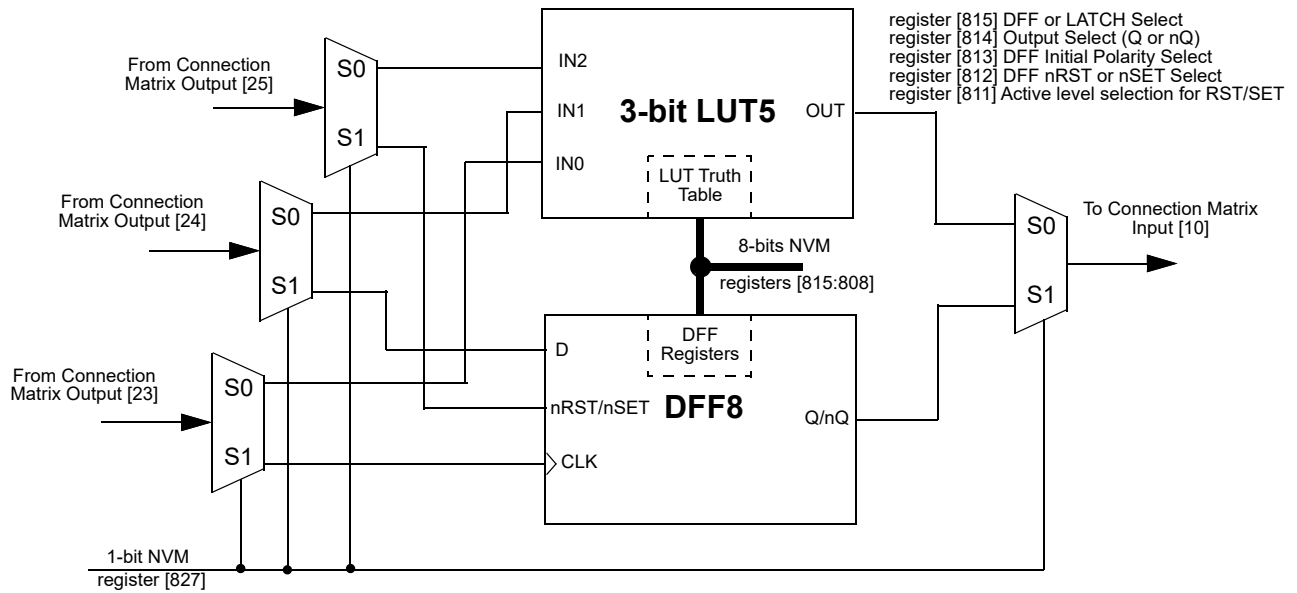 register [815] DFF or LATCH Select
register [814] Output Select (Q or nQ)
register [813] DFF Initial Polarity Select
register [812] DFF nRST or nSET Select
register [811] Active level selection for RST/SET
From Connection
Matrix Output [25]
S0
S1
IN2
IN1
IN0
3-bit LUT5
OUT
LUT Truth
Table
From Connection
Matrix Output [24]
S0
S1
8-bits NVM
registers [815:808]
S0
S1
To Connection Matrix
Input [10]
From Connection
Matrix Output [23]
S0
S1
DFF
Registers
D
nRST/nSET
CLK
DFF8
Q/nQ
1-bit NVM
register [827]